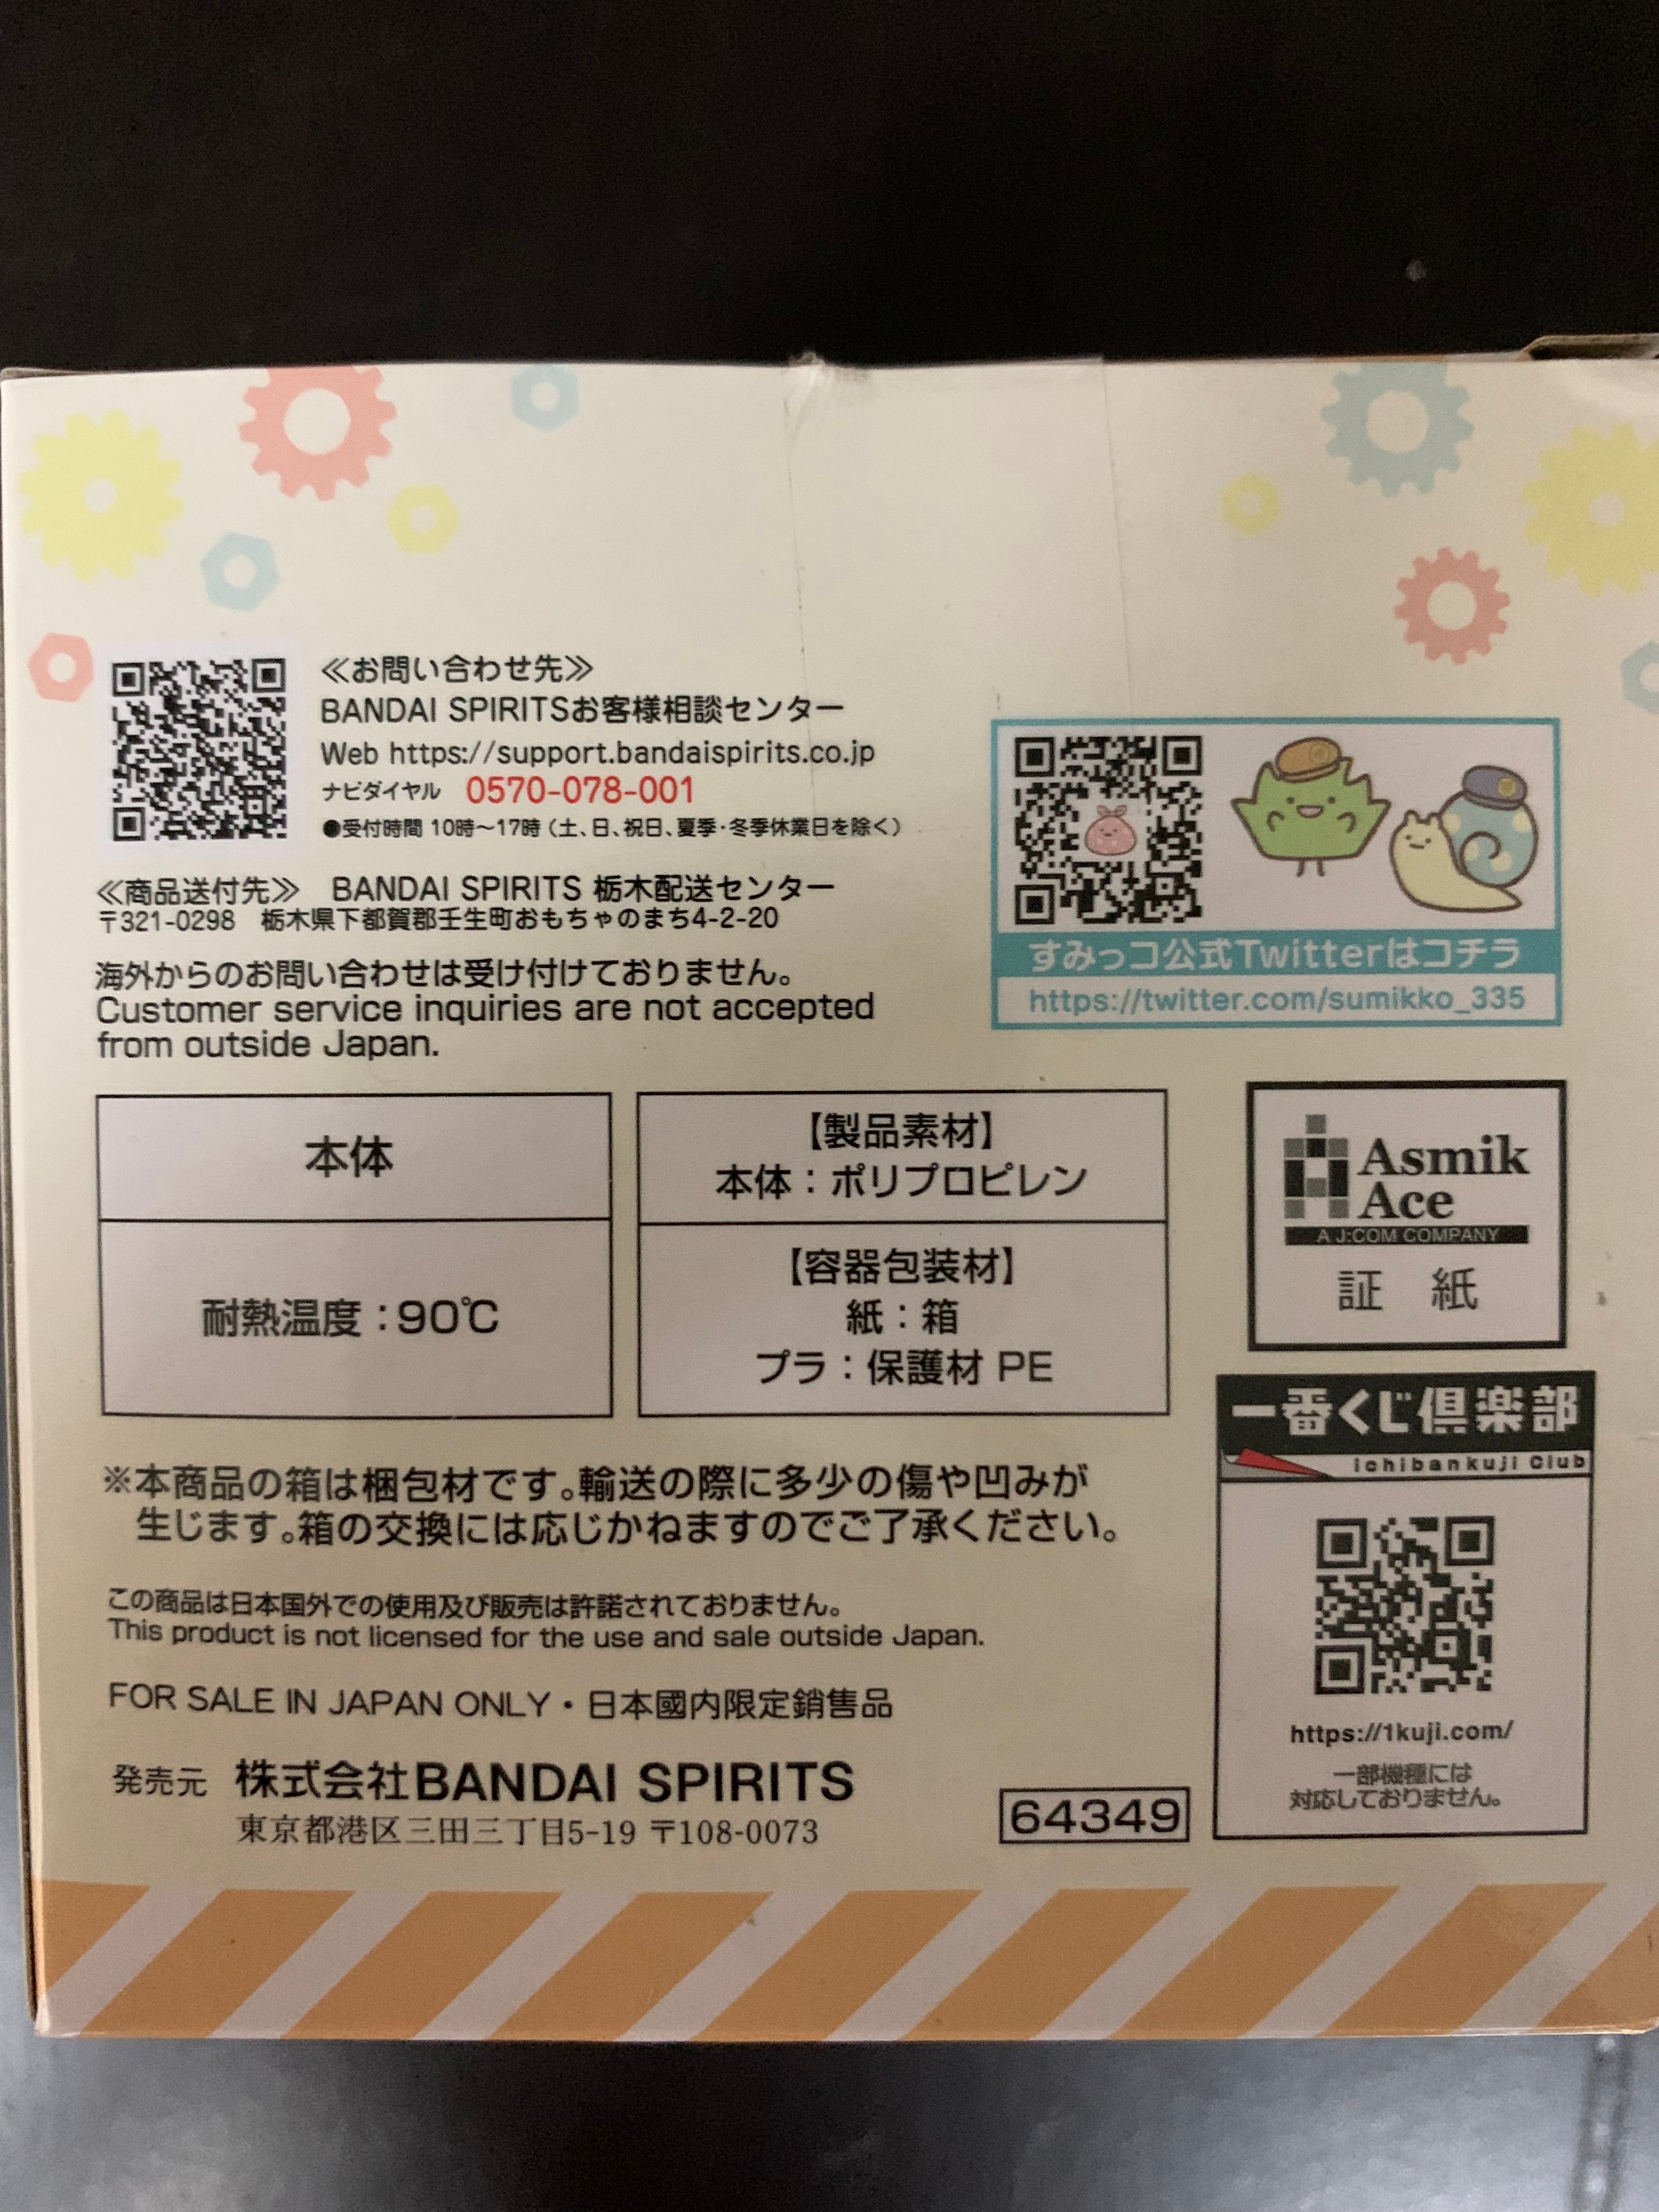 ≪お問い合わせ先≫
BANDAI SPIRITSお客様相談センター
Web https://support.bandaispirits.co.jp
ナビダイヤル 0570-078-001
●受付時間 10時～17時(土、日、祝日、夏季・冬季休業日を除く)
≪商品送付先≫ BANDAI SPIRITS 栃木配送センター
〒321-0298 栃木県下都賀郡壬生町おもちゃのまち4-2-20
海外からのお問い合わせは受け付けておりません。
Customer service inquiries are not accepted
from outside Japan.
すみっコ公式Twitterはコチラ
https://twitter.com/sumikko_335
本体
耐熱温度：90℃
【製品素材】
本体：ポリプロピレン
【容器包装材】
紙：箱
プラ：保護材 PE
Asmik
Ace
A J:COM COMPANY
証 紙
※本商品の箱は梱包材です。輸送の際に多少の傷や凹みが
生じます。箱の交換には応じかねますのでご了承ください。
この商品は日本国外での使用及び販売は許諾されておりません。
This product is not licensed for the use and sale outside Japan.
FOR SALE IN JAPAN ONLY・日本國內限定銷售品
発売元 株式会社BANDAI SPIRITS
東京都港区三田三丁目5-19 〒108-0073
64349
一番くじ倶楽部
ichibankuji Club
https://1kuji.com/
一部機種には
対応しておりません。